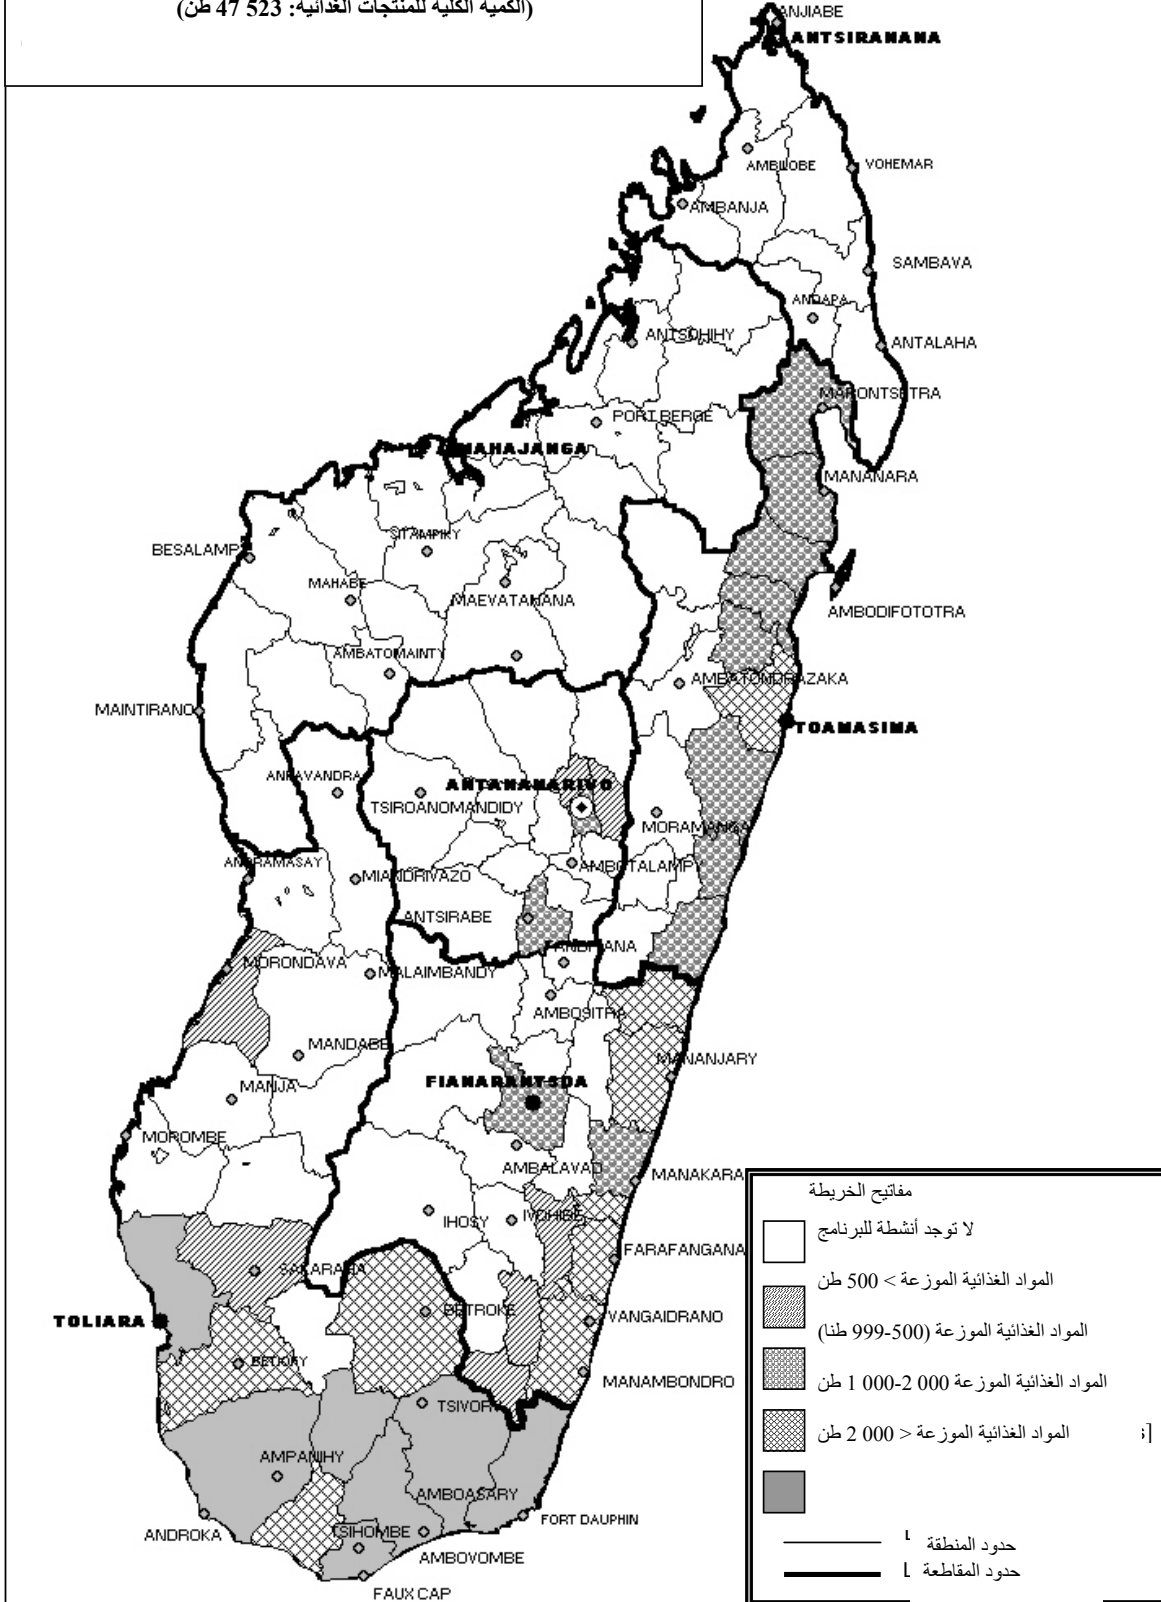 (الكمية الكلية للمنتجات الغذائية: 523 47 طن)
ANJIABE
ANTSIRANANA
AMBILOBE
VOHEMAR
AMBANJA
SAMBAVA
ANDAPA
ANTSOHIHY
ANTALAHA
MARONTSETRA
PORT BERGE
MAHAJANGA
MANANARA
SITAMPIKY
BESALAMP
MAHABE
MAEVATANANA
AMBODIFOTOTRA
AMBATOMAINTY
AMBATONDRAZAKA
MAINTIRANO
TOAMASINA
ANKAVANDRA
ANTANANARIVO
TSIROANOMANDIDY
MORAMANGA
ANDRAMASAY
AMBOTALAMPY
MIANDRIVAZO
ANTSIRABE
FANDRIANA
MORONDAVA
MALAIMBANDY
AMBOSITRA
MANDABE
MANANJARY
FIANARANTSOA
MANJA
MOROMBE
AMBALAVAO
MANAKARA
مفاتيح الخريطة
IHOSY
IVOHIBE
لا توجد أنشطة للبرنامج
FARAFANGANA
SAKARAHA
المواد الغذائية الموزعة > 500 طن
BETROKE
VANGAIDRANO
TOLIARA
المواد الغذائية الموزعة (500-999 طنا)
BETIOKY
MANAMBONDRO
المواد الغذائية الموزعة 000 2-000 1 طن
TSIVORY
المواد الغذائية الموزعة < 000 2 طن
AMPANIHY
AMBOASARY
ANDROKA
FORT DAUPHIN
TSIHOMBE
AMBOVOMBE
حدود المنطقة
حدود المقاطعة
FAUX CAP